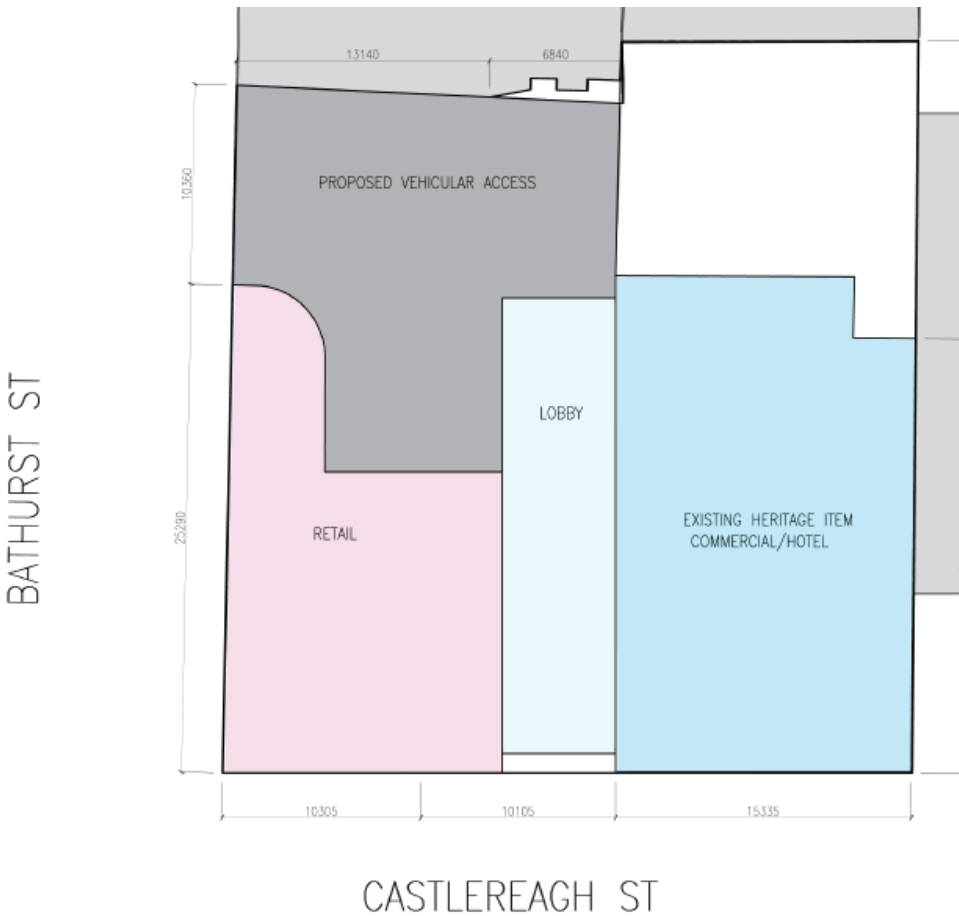 13140
6840
10360
PROPOSED VEHICULAR ACCESS
BATHURST ST
LOBBY
25290
RETAIL
EXISTING HERITAGE ITEM
COMMERCIAL/HOTEL
10305
10105
15335
CASTLEREAGH ST